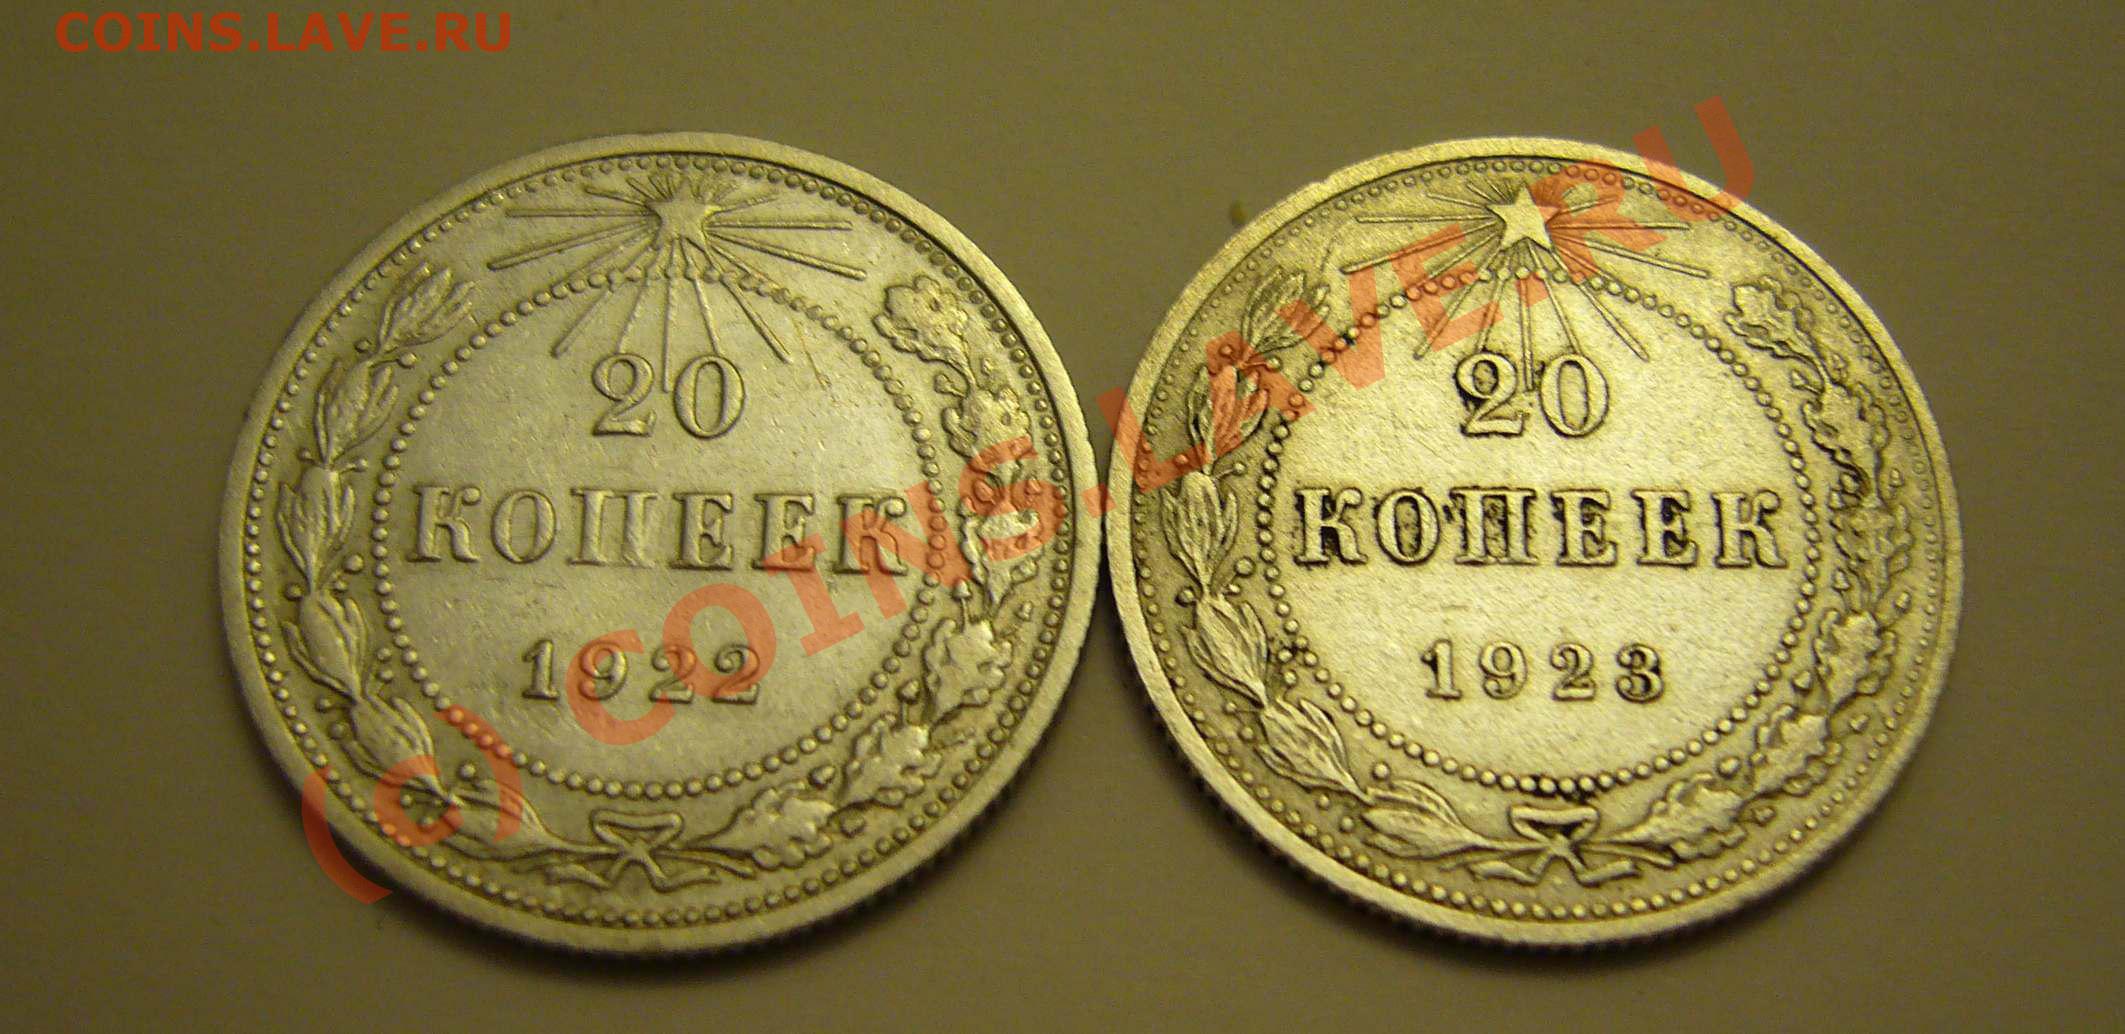 COINS.LAVE.RU
20
КОПЕЕК
1922
20
КОПЕЕК
1923
(c) COINS.LAVE.RU